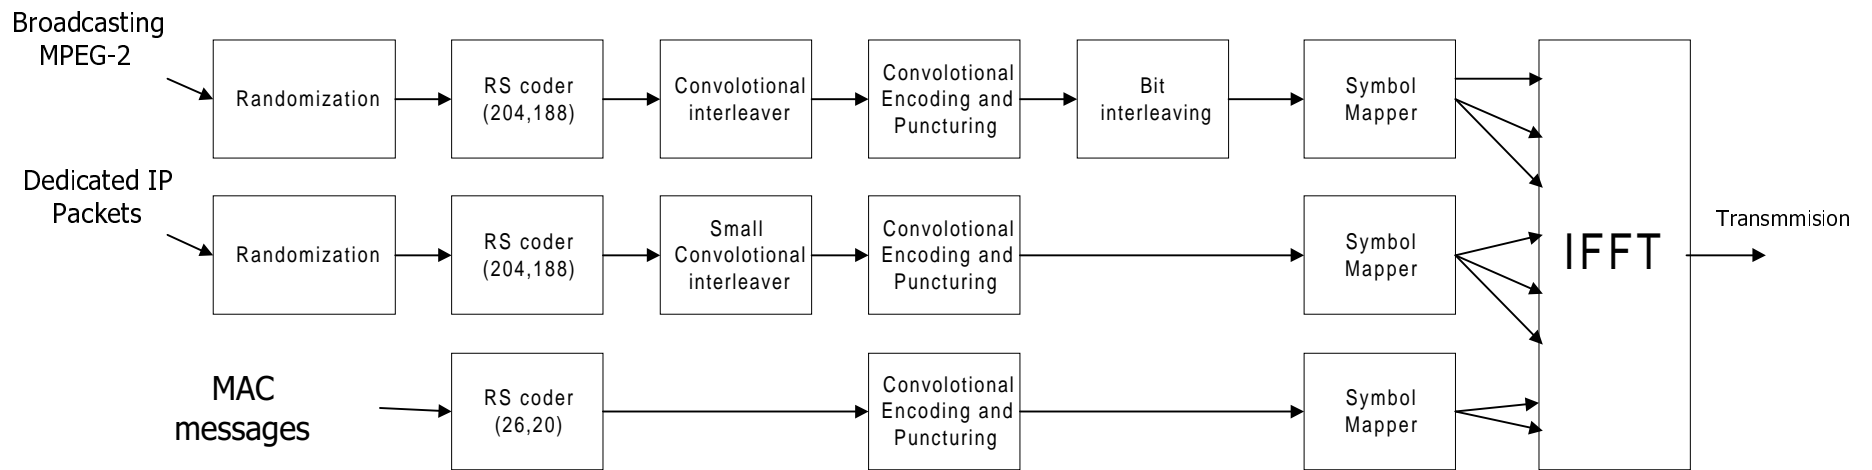 Broadcasting
MPEG-2
Randomization
RS coder
(204,188)
Convolotional
interleaver
Convolotional
Encoding and
Puncturing
Bit
interleaving
Symbol
Mapper
Dedicated IP
Packets
Randomization
RS coder
(204,188)
Small
Convolotional
interleaver
Convolotional
Encoding and
Puncturing
Symbol
Mapper
IFFT
Transmmision
MAC
messages
RS coder
(26,20)
Convolotional
Encoding and
Puncturing
Symbol
Mapper